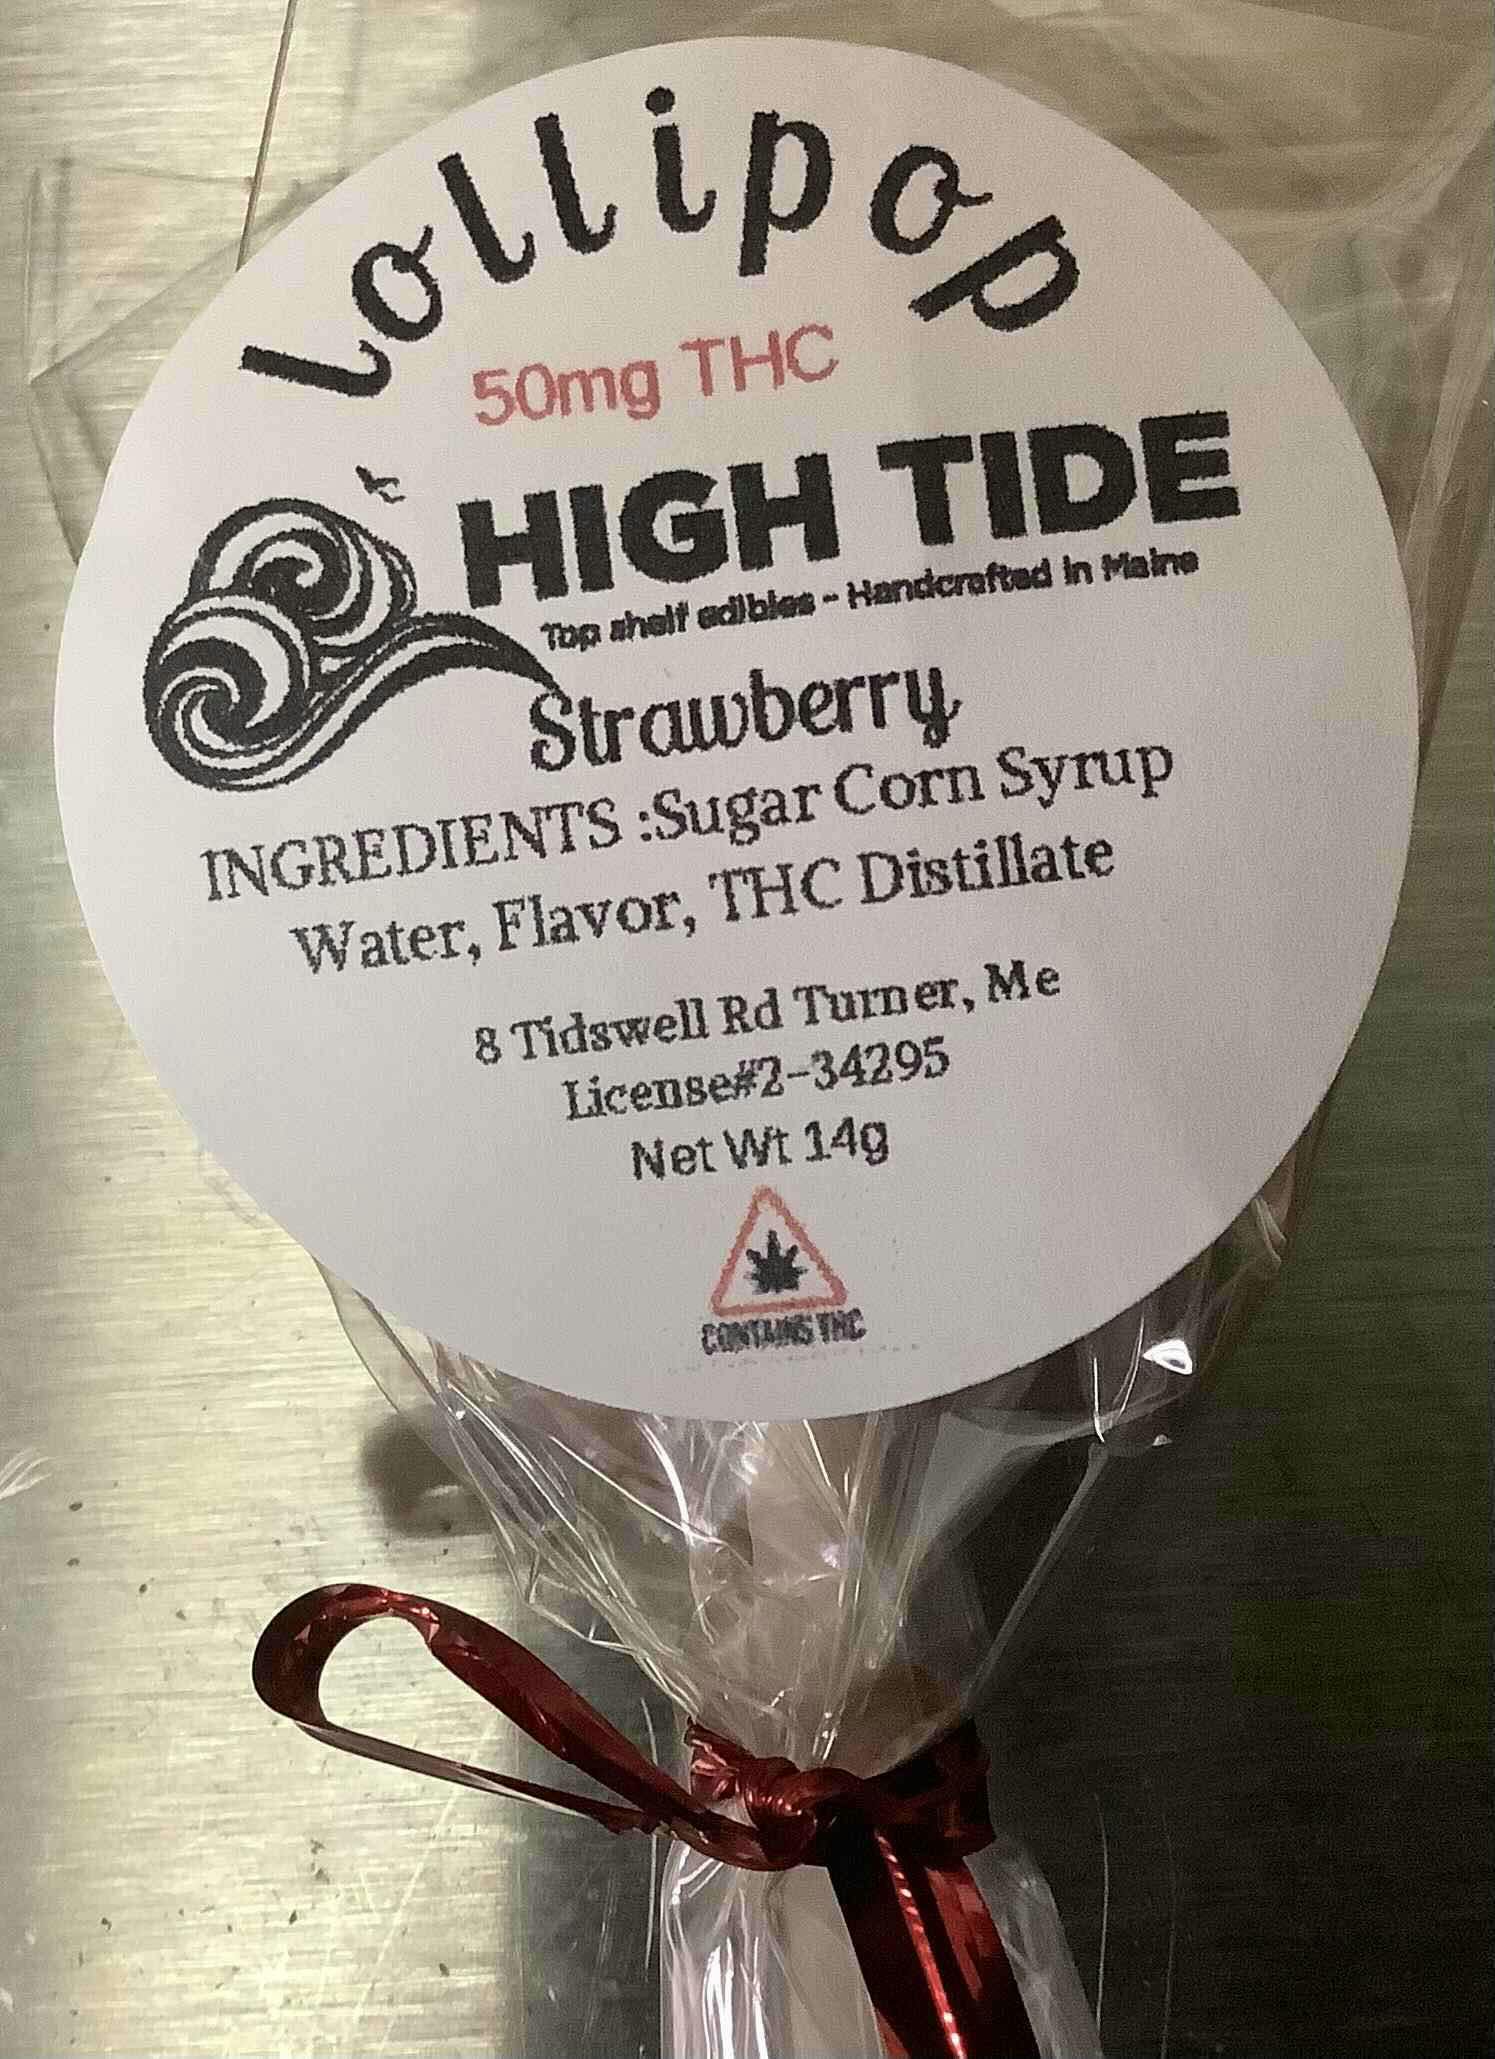 Lollipop
50mg THC
HIGH TIDE
Top shelf edibles - Handcrafted in Maine
Strawberry
INGREDIENTS :Sugar Corn Syrup
Water, Flavor, THC Distillate
8 Tidswell Rd Turner, Me
License#2-34295
Net Wt 14g
CONTAINS THC